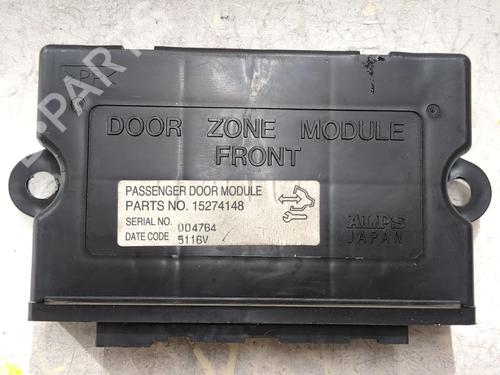 DOOR ZONE MODULE
FRONT
PASSENGER DOOR MODULE
PARTS NO. 15274148
SERIAL NO. 004764
DATE CODE 5116V
ALPS
JAPAN